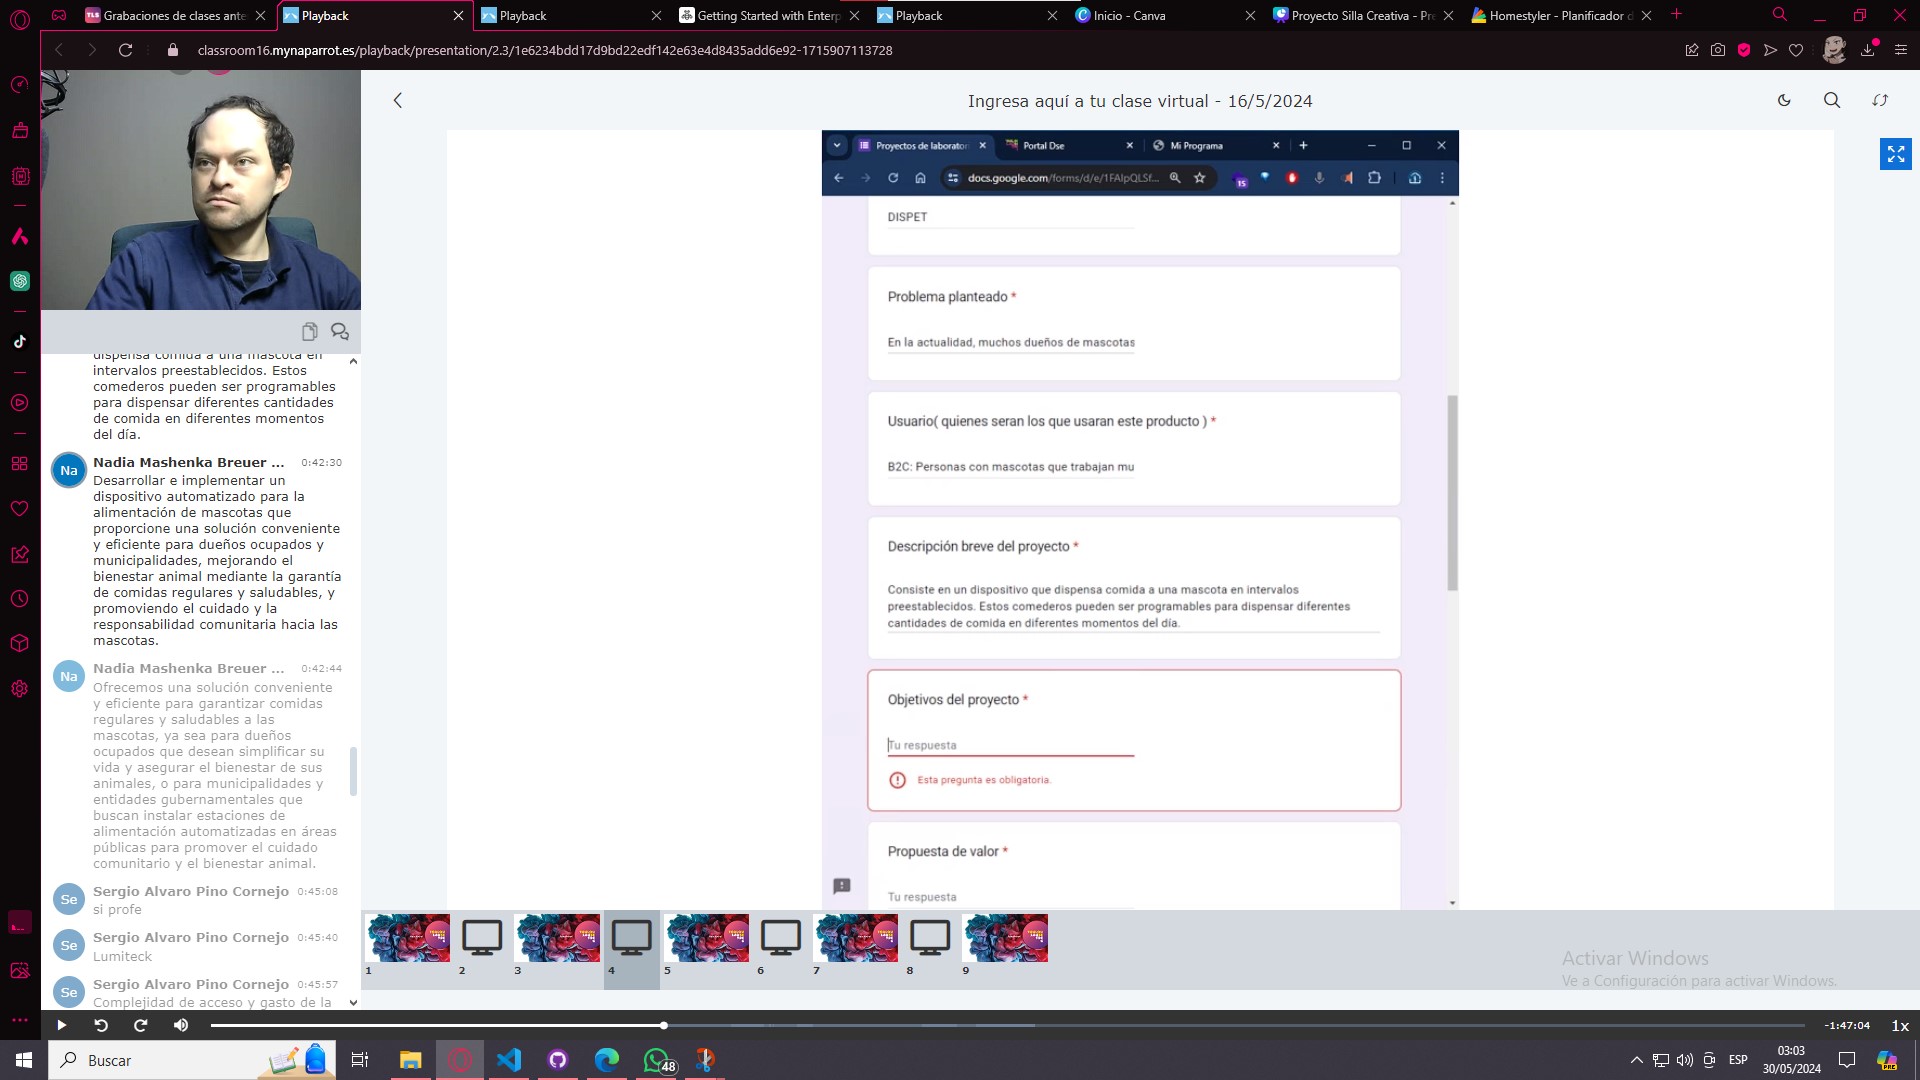 Grabaciones de clases ante
Playback
Playback
Getting Started with Enterp
Playback
Inicio - Canva
Proyecto Silla Creativa - Pr
Homestyler - Planificador d
classroom16.mynaparrot.es/playback/presentation/2.3/1e6234bdd17d9bd22edf142e63e4d8435add6e92-1715907113728
Ingresa aquí a tu clase virtual - 16/5/2024
dispensa comida a una mascota en
intervalos preestablecidos. Estos
comederos pueden ser programables
para dispensar diferentes cantidades
de comida en diferentes momentos
del día.
Na
Nadia Mashenka Breuer ...
0:42:30
Desarrollar e implementar un
dispositivo automatizado para la
alimentación de mascotas que
proporcione una solución conveniente
y eficiente para dueños ocupados y
municipalidades, mejorando el
bienestar animal mediante la garantía
de comidas regulares y saludables, y
promoviendo el cuidado y la
responsabilidad comunitaria hacia las
mascotas.
Na
Nadia Mashenka Breuer ...
0:42:44
Ofrecemos una solución conveniente
y eficiente para garantizar comidas
regulares y saludables a las
mascotas, ya sea para dueños
ocupados que desean simplificar su
vida y asegurar el bienestar de sus
animales, o para municipalidades y
entidades gubernamentales que
buscan instalar estaciones de
alimentación automatizadas en áreas
públicas para promover el cuidado
comunitario y el bienestar animal.
Se
Sergio Alvaro Pino Cornejo
0:45:08
si profe
Se
Sergio Alvaro Pino Cornejo
0:45:40
Lumiteck
Se
Sergio Alvaro Pino Cornejo
0:45:57
Complejidad de acceso y gasto de la
Proyectos de laborator
Portal Dse
Mi Programa
docs.google.com/forms/d/e/1FAIpQLSf...
15
DISPET
Problema planteado *
En la actualidad, muchos dueños de mascotas
Usuario( quienes seran los que usaran este producto ) *
B2C: Personas con mascotas que trabajan mu
Descripción breve del proyecto *
Consiste en un dispositivo que dispensa comida a una mascota en intervalos
preestablecidos. Estos comederos pueden ser programables para dispensar diferentes
cantidades de comida en diferentes momentos del día.
Objetivos del proyecto *
Tu respuesta
Esta pregunta es obligatoria.
Propuesta de valor *
Tu respuesta
1
2
3
4
5
6
7
8
9
Activar Windows
Ve a Configuración para activar Windows.
-1:47:04
1x
Buscar
48
ESP
03:03
30/05/2024